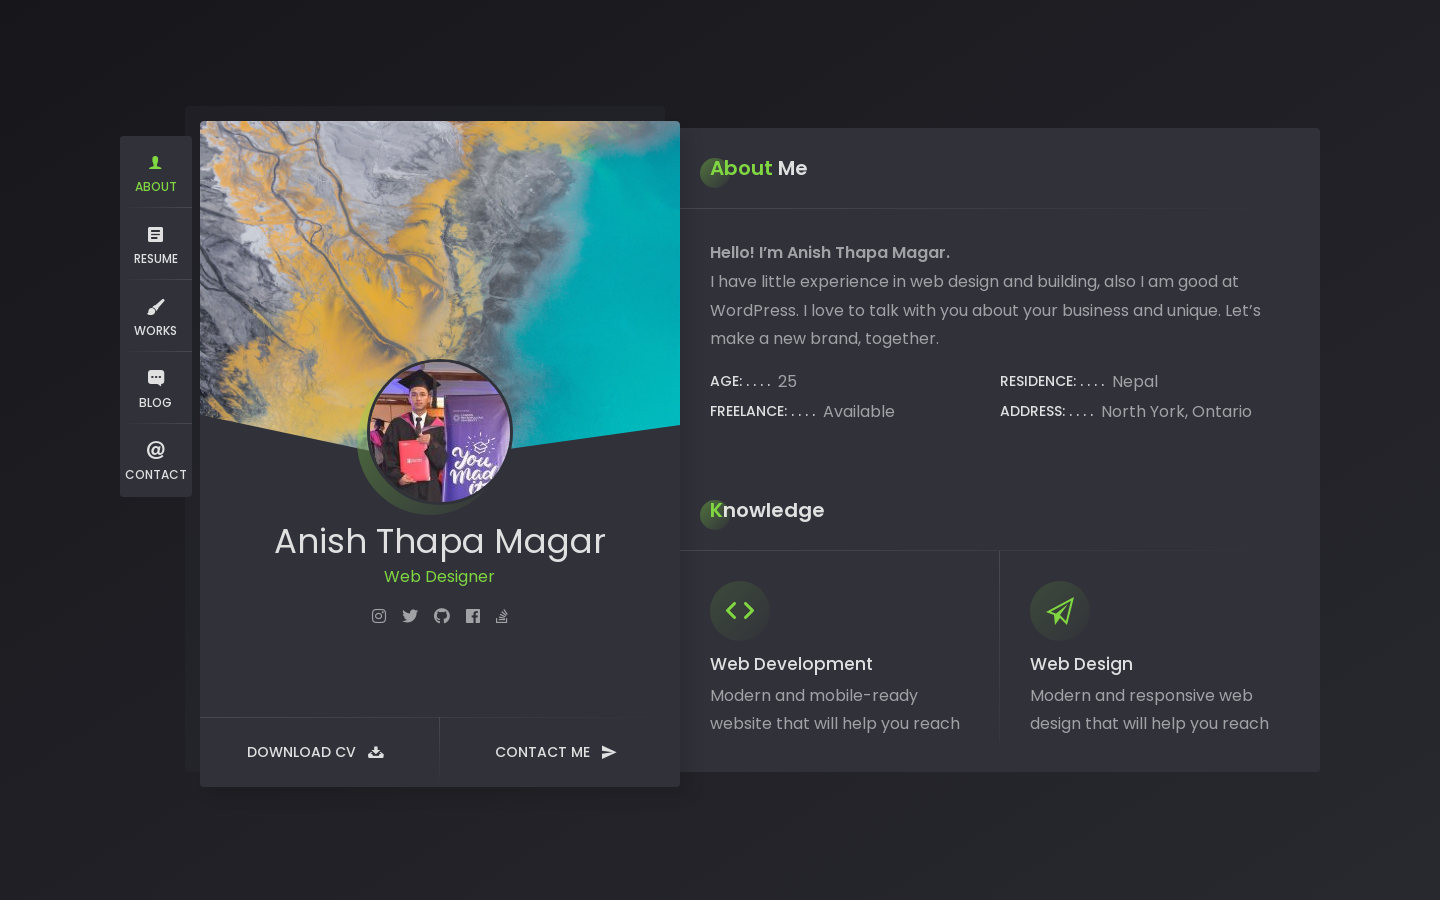 ABOUT
RESUME
WORKS
BLOG
CONTACT
You
Made
it
Anish Thapa Magar
Web Designer
DOWNLOAD CV
CONTACT ME
About Me
Hello! I’m Anish Thapa Magar.
I have little experience in web design and building, also I am good at
WordPress. I love to talk with you about your business and unique. Let’s
make a new brand, together.
AGE: . . . . 25
RESIDENCE: . . . . Nepal
FREELANCE: . . . . Available
ADDRESS: . . . . North York, Ontario
Knowledge
Web Development
Modern and mobile-ready
website that will help you reach
Web Design
Modern and responsive web
design that will help you reach